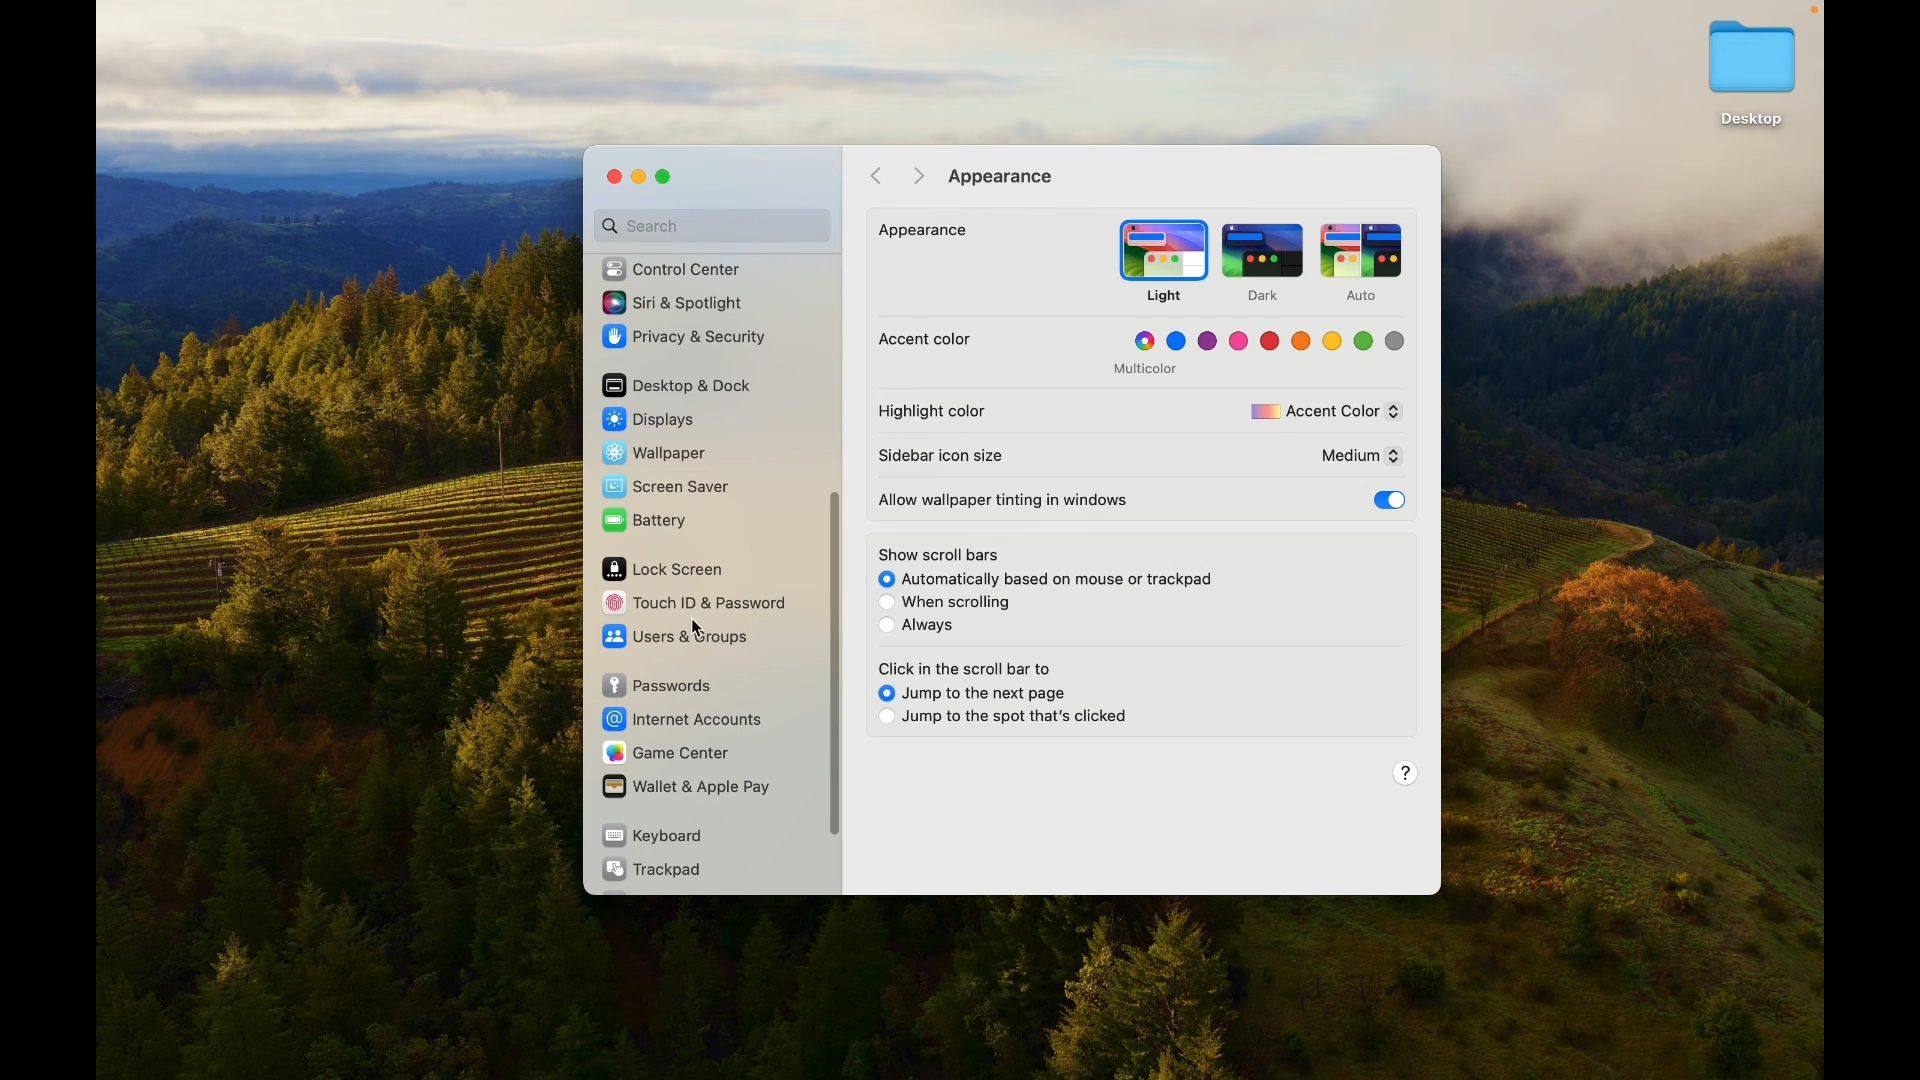 Desktop
Search
Control Center
Siri & Spotlight
Privacy & Security
Desktop & Dock
Displays
Wallpaper
Screen Saver
Battery
Lock Screen
Touch ID & Password
Users & Groups
Passwords
Internet Accounts
Game Center
Wallet & Apple Pay
Keyboard
Trackpad
Appearance
Appearance
Light Dark Auto
Accent color
Multicolor
Highlight color Accent Color
Sidebar icon size Medium
Allow wallpaper tinting in windows
Show scroll bars
Automatically based on mouse or trackpad
When scrolling
Always
Click in the scroll bar to
Jump to the next page
Jump to the spot that's clicked
?